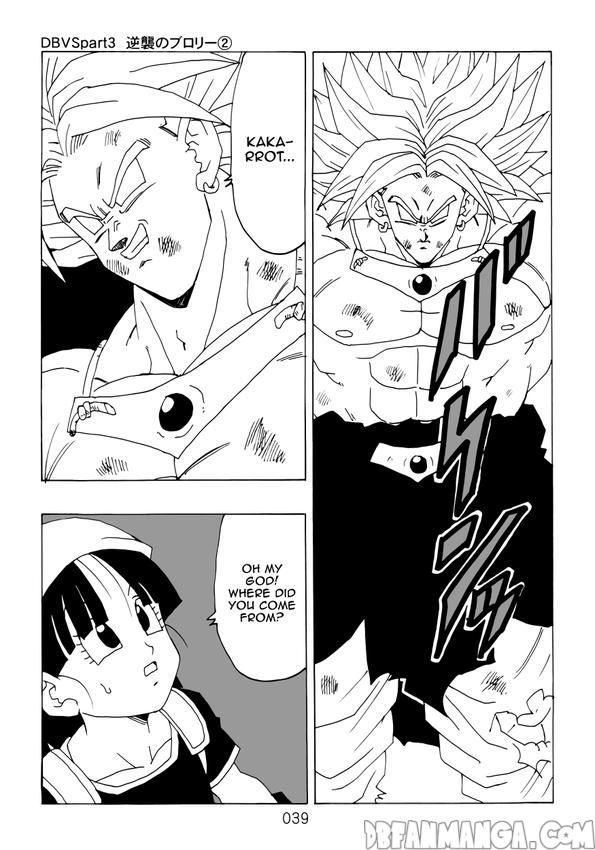 DBVSpart3 逆襲のブロリー②
KAKA-
RROT...
OH MY
GOD!
WHERE DID
YOU COME
FROM?
039
DBFANMANGA.COM